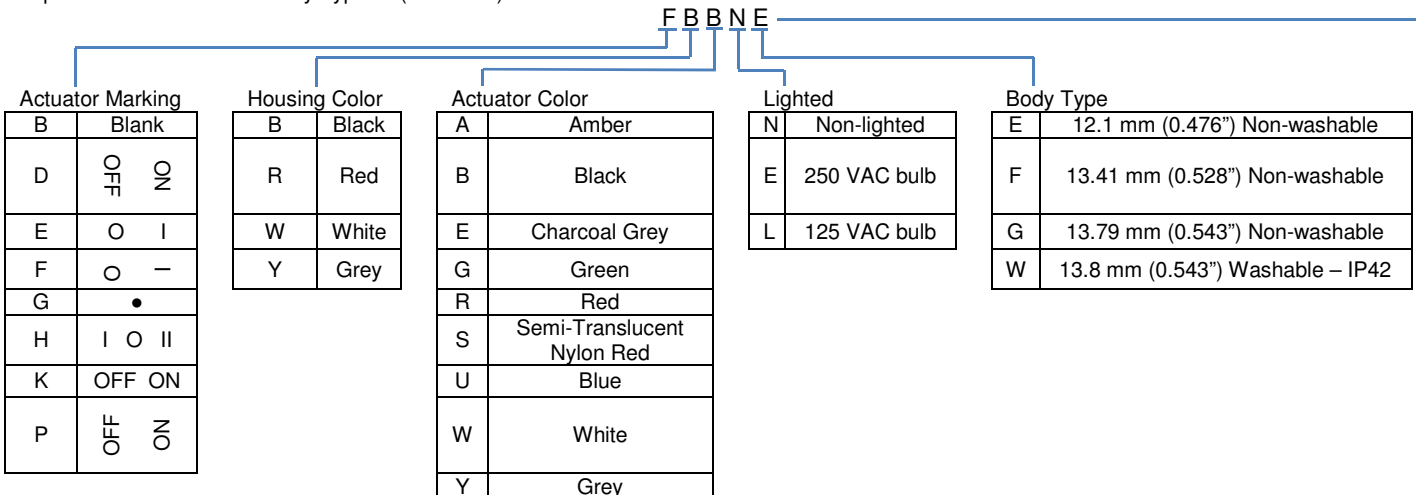 F B B N E
Actuator Marking
B Blank
D OFF ON
E O I
F O I
G ●
H I O II
K OFF ON
P OFF ON
Housing Color
B Black
R Red
W White
Y Grey
Actuator Color
A Amber
B Black
E Charcoal Grey
G Green
R Red
S Semi-Translucent
Nylon Red
U Blue
W White
Y Grey
Lighted
N Non-lighted
E 250 VAC bulb
L 125 VAC bulb
Body Type
E 12.1 mm (0.476”) Non-washable
F 13.41 mm (0.528”) Non-washable
G 13.79 mm (0.543”) Non-washable
W 13.8 mm (0.543”) Washable – IP42